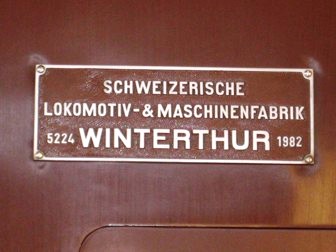 SCHWEIZERISCHE
LOKOMOTIV-& MASCHINENFABRIK
5224 WINTERTHUR 1982